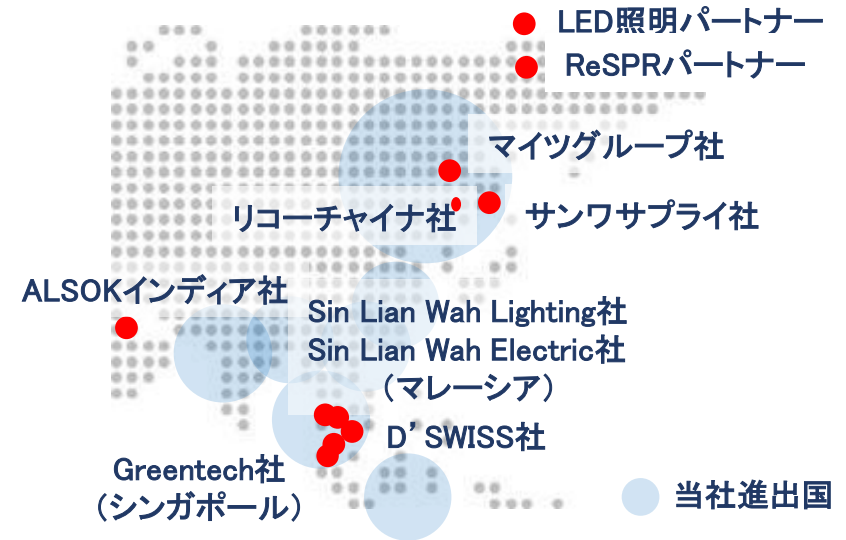 LED照明パートナー
ReSPRパートナー
マイツグループ社
リコーチャイナ社
サンワサプライ社
ALSOKインディア社
Sin Lian Wah Lighting社
Sin Lian Wah Electric社
（マレーシア）
D’SWISS社
Greentech社
（シンガポール）
当社進出国